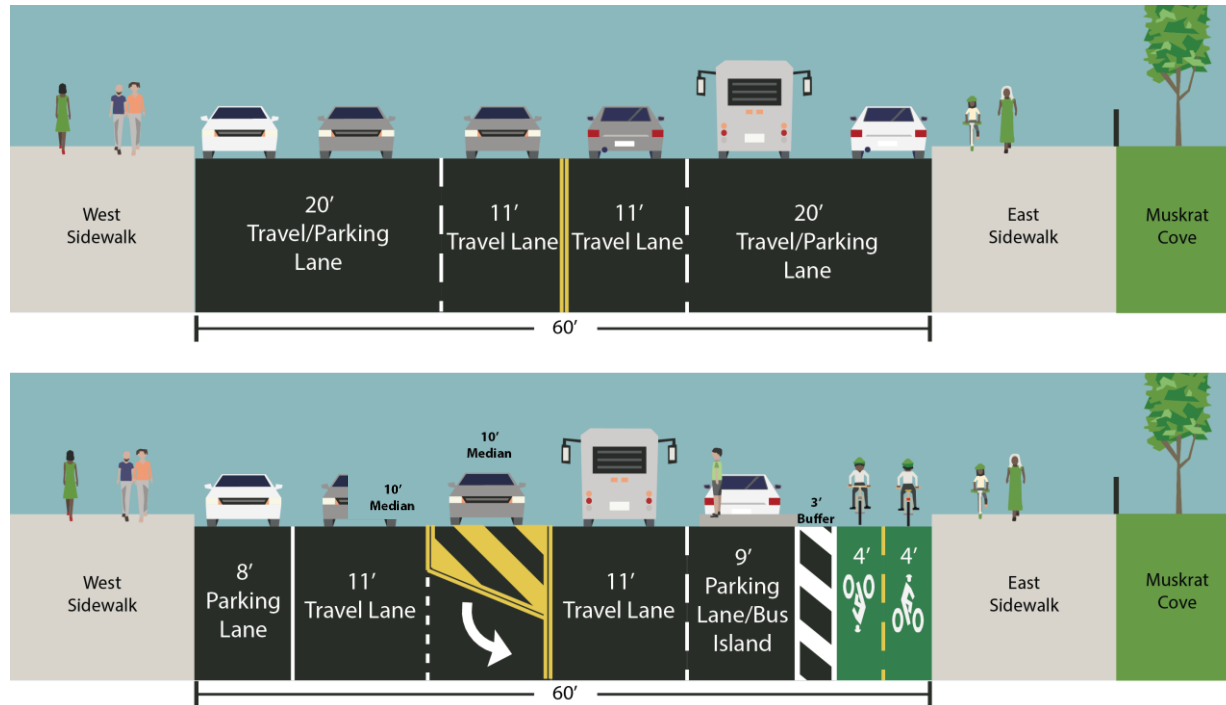 West
Sidewalk
20’
Travel/Parking
Lane
11’
Travel Lane
11’
Travel Lane
20’
Travel/Parking
Lane
East
Sidewalk
Muskrat
Cove
60’
10’
Median
10’
Median
3’
Buffer
West
Sidewalk
8’
Parking
Lane
11’
Travel Lane
11’
Travel Lane
9’
Parking
Lane/Bus
Island
4’
4’
East
Sidewalk
Muskrat
Cove
60’